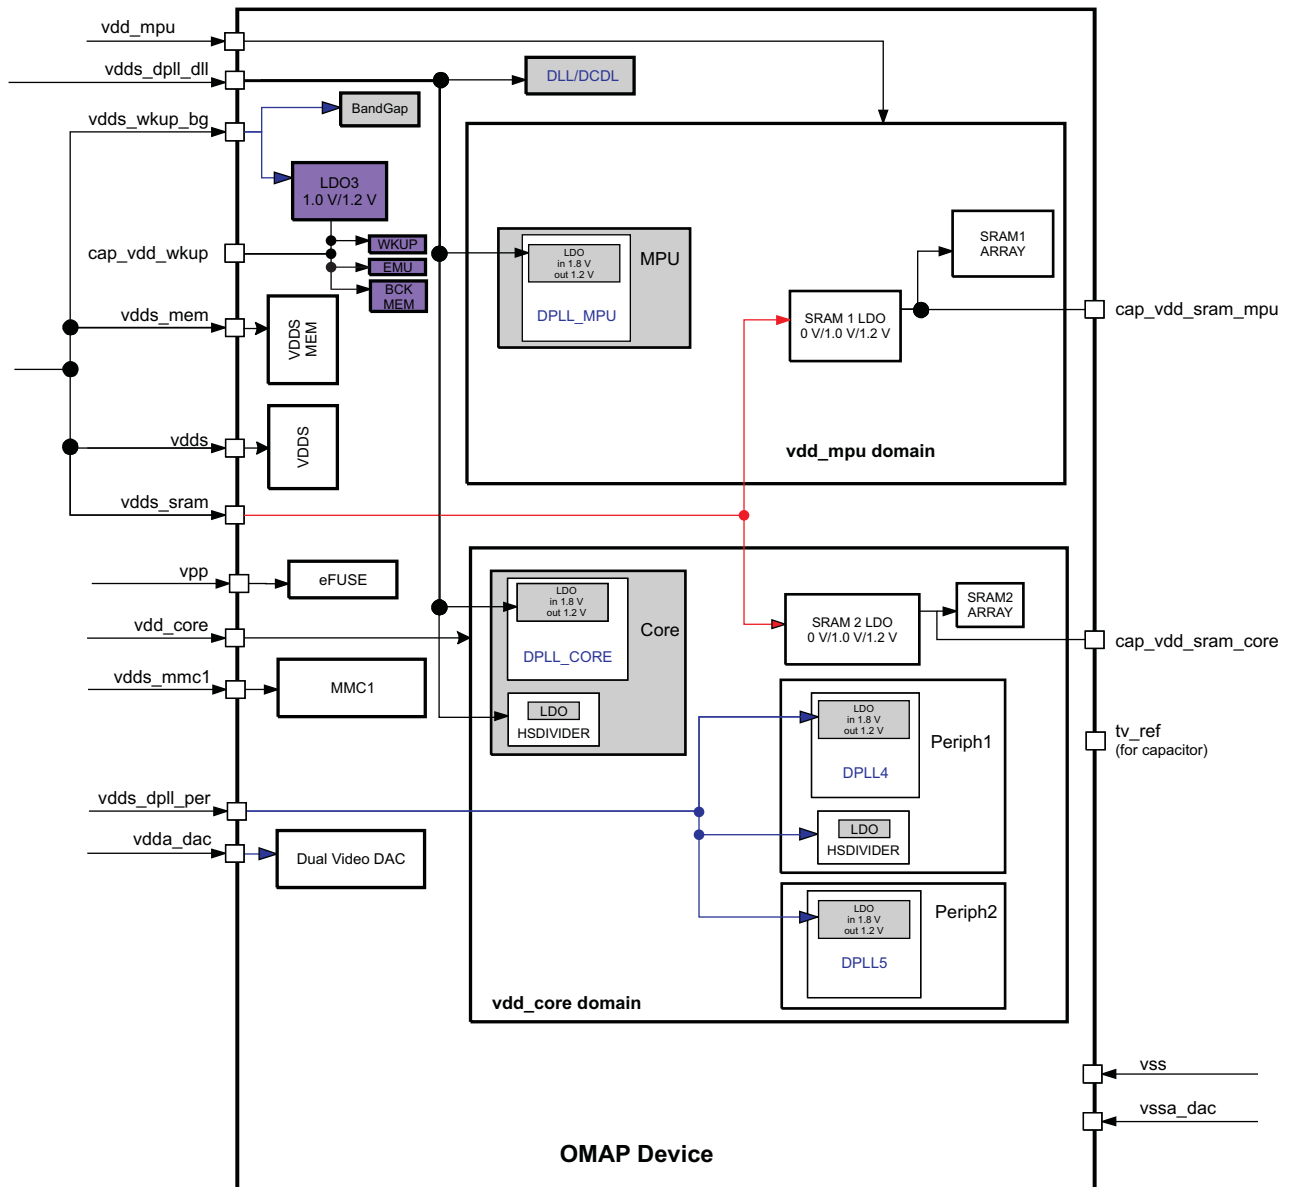 vdd_mpu
vdds_dpll_dll
DLL/DCDL
BandGap
vdds_wkup_bg
LDO3
1.0 V/1.2 V
cap_vdd_wkup
WKUP
EMU
BCK
MEM
LDO
in 1.8 V
out 1.2 V
MPU
DPLL_MPU
SRAM1
ARRAY
SRAM 1 LDO
0 V/1.0 V/1.2 V
cap_vdd_sram_mpu
vdds_mem
VDDS
MEM
vdds
VDDS
vdd_mpu domain
vdds_sram
vpp
eFUSE
LDO
in 1.8 V
out 1.2 V
Core
DPLL_CORE
SRAM 2 LDO
0 V/1.0 V/1.2 V
SRAM2
ARRAY
cap_vdd_sram_core
vdd_core
vdds_mmc1
MMC1
LDO
HSDIVIDER
LDO
in 1.8 V
out 1.2 V
Periph1
DPLL4
tv_ref
(for capacitor)
vdds_dpll_per
LDO
HSDIVIDER
vdda_dac
Dual Video DAC
LDO
in 1.8 V
out 1.2 V
Periph2
DPLL5
vdd_core domain
vss
vssa_dac
OMAP Device